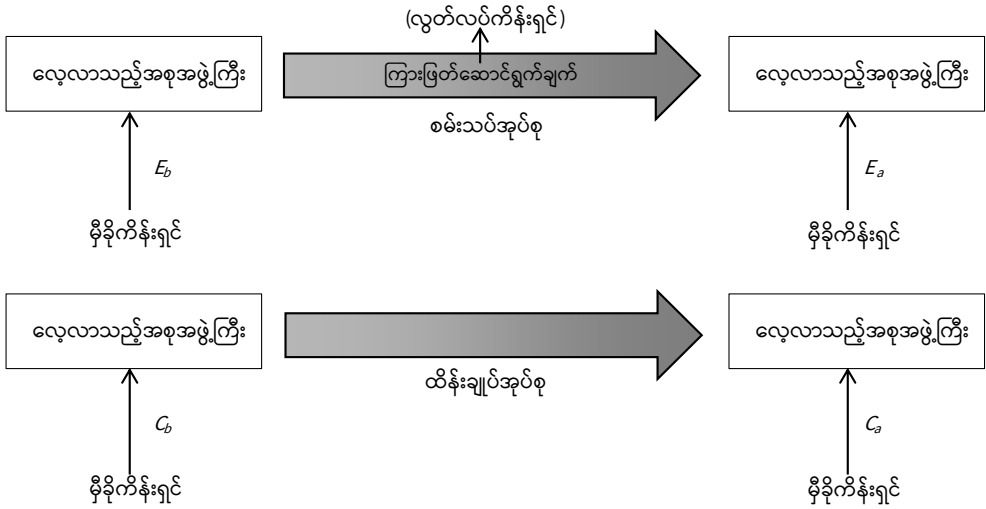 (လွတ်လပ်ကိန်းရှင်)
လေ့လာသည့်အစုအဖွဲ့ကြီး
ကြားဖြတ်ဆောင်ရွက်ချက်
လေ့လာသည့်အစုအဖွဲ့ကြီး
စမ်းသပ်အုပ်စု
E_b
E_a
မှီခိုကိန်းရှင်
မှီခိုကိန်းရှင်
လေ့လာသည့်အစုအဖွဲ့ကြီး
လေ့လာသည့်အစုအဖွဲ့ကြီး
ထိန်းချုပ်အုပ်စု
C_b
C_a
မှီခိုကိန်းရှင်
မှီခိုကိန်းရှင်